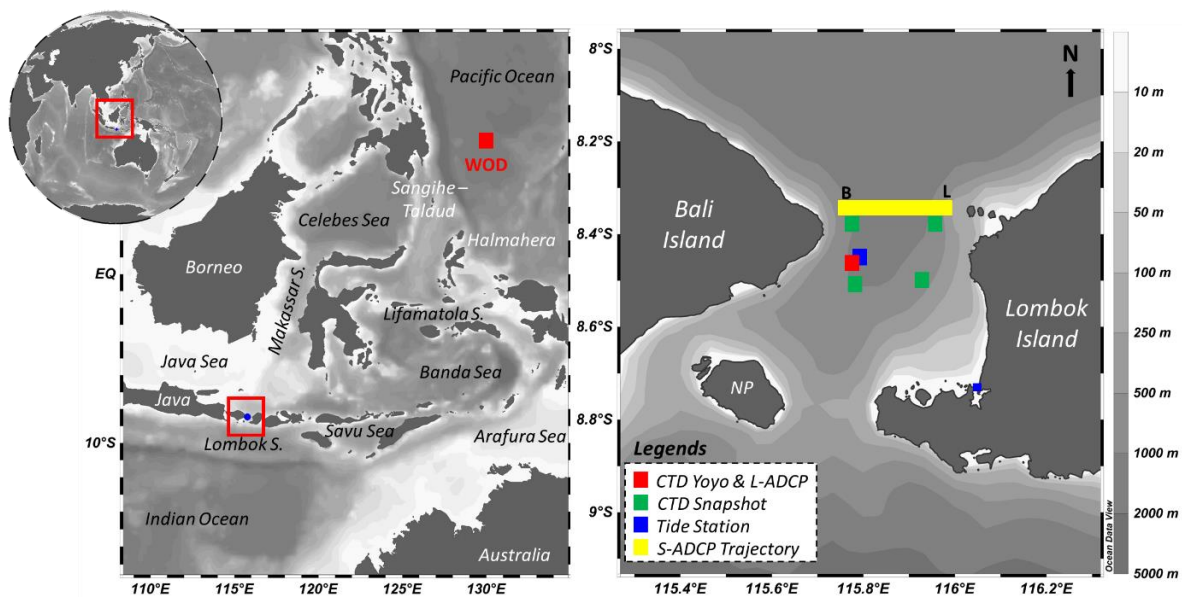 Pacific Ocean
WOD
Sangihe –
Taldud
Celebes Sea
Halmahera
Borneo
EQ
Makassar S.
Lifamatola S.
Java Sea
Banda Sea
Java
Savu Sea
Arafura Sea
Lombok S.
10°S
Indian Ocean
Australia
110°E
115°E
120°E
125°E
130°E
8°S
8.2°S
8.4°S
8.6°S
8.8°S
9°S
N
B
L
Bali
Island
Lombok
Island
NP
Legends
CTD Yoyo & L-ADCP
CTD Snapshot
Tide Station
S-ADCP Trajectory
115.4°E
115.6°E
115.8°E
116°E
116.2°E
Ocean Data View
10 m
20 m
50 m
100 m
250 m
500 m
1000 m
2000 m
5000 m